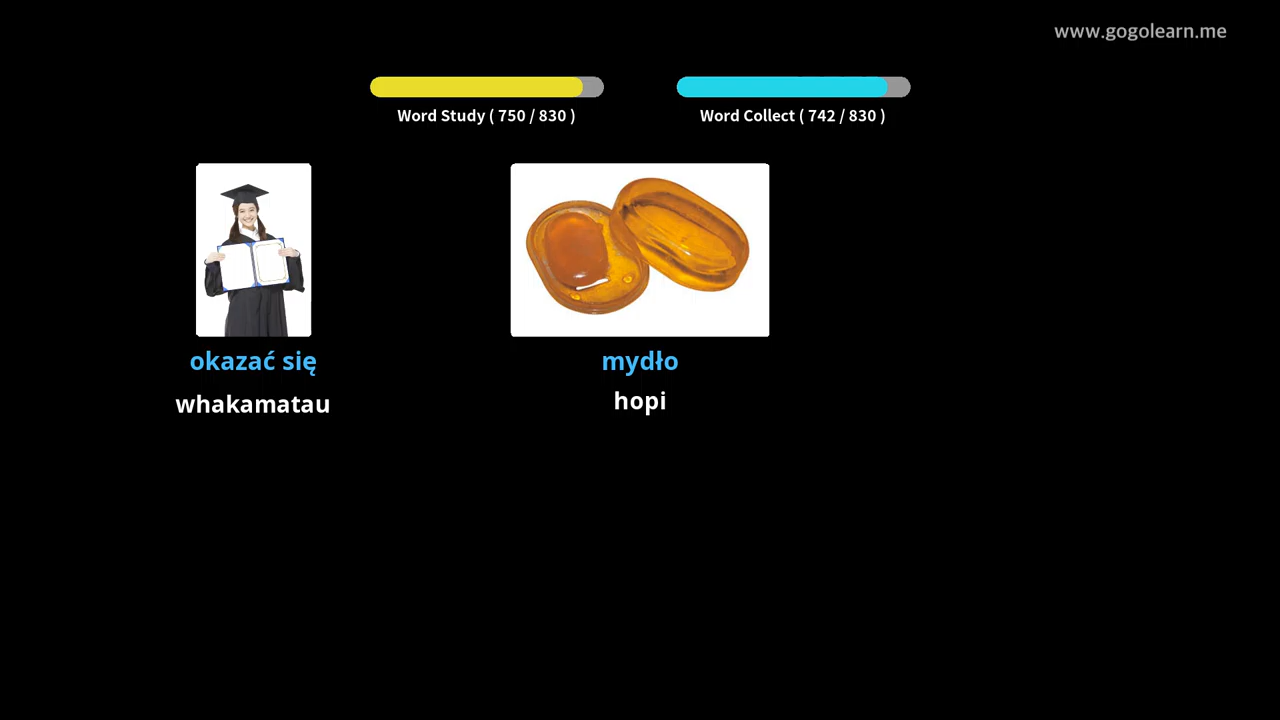 www.gogolearn.me
Word Study ( 750 / 830 )
Word Collect ( 742 / 830 )
okazać się
whakamatau
mydło
hopi